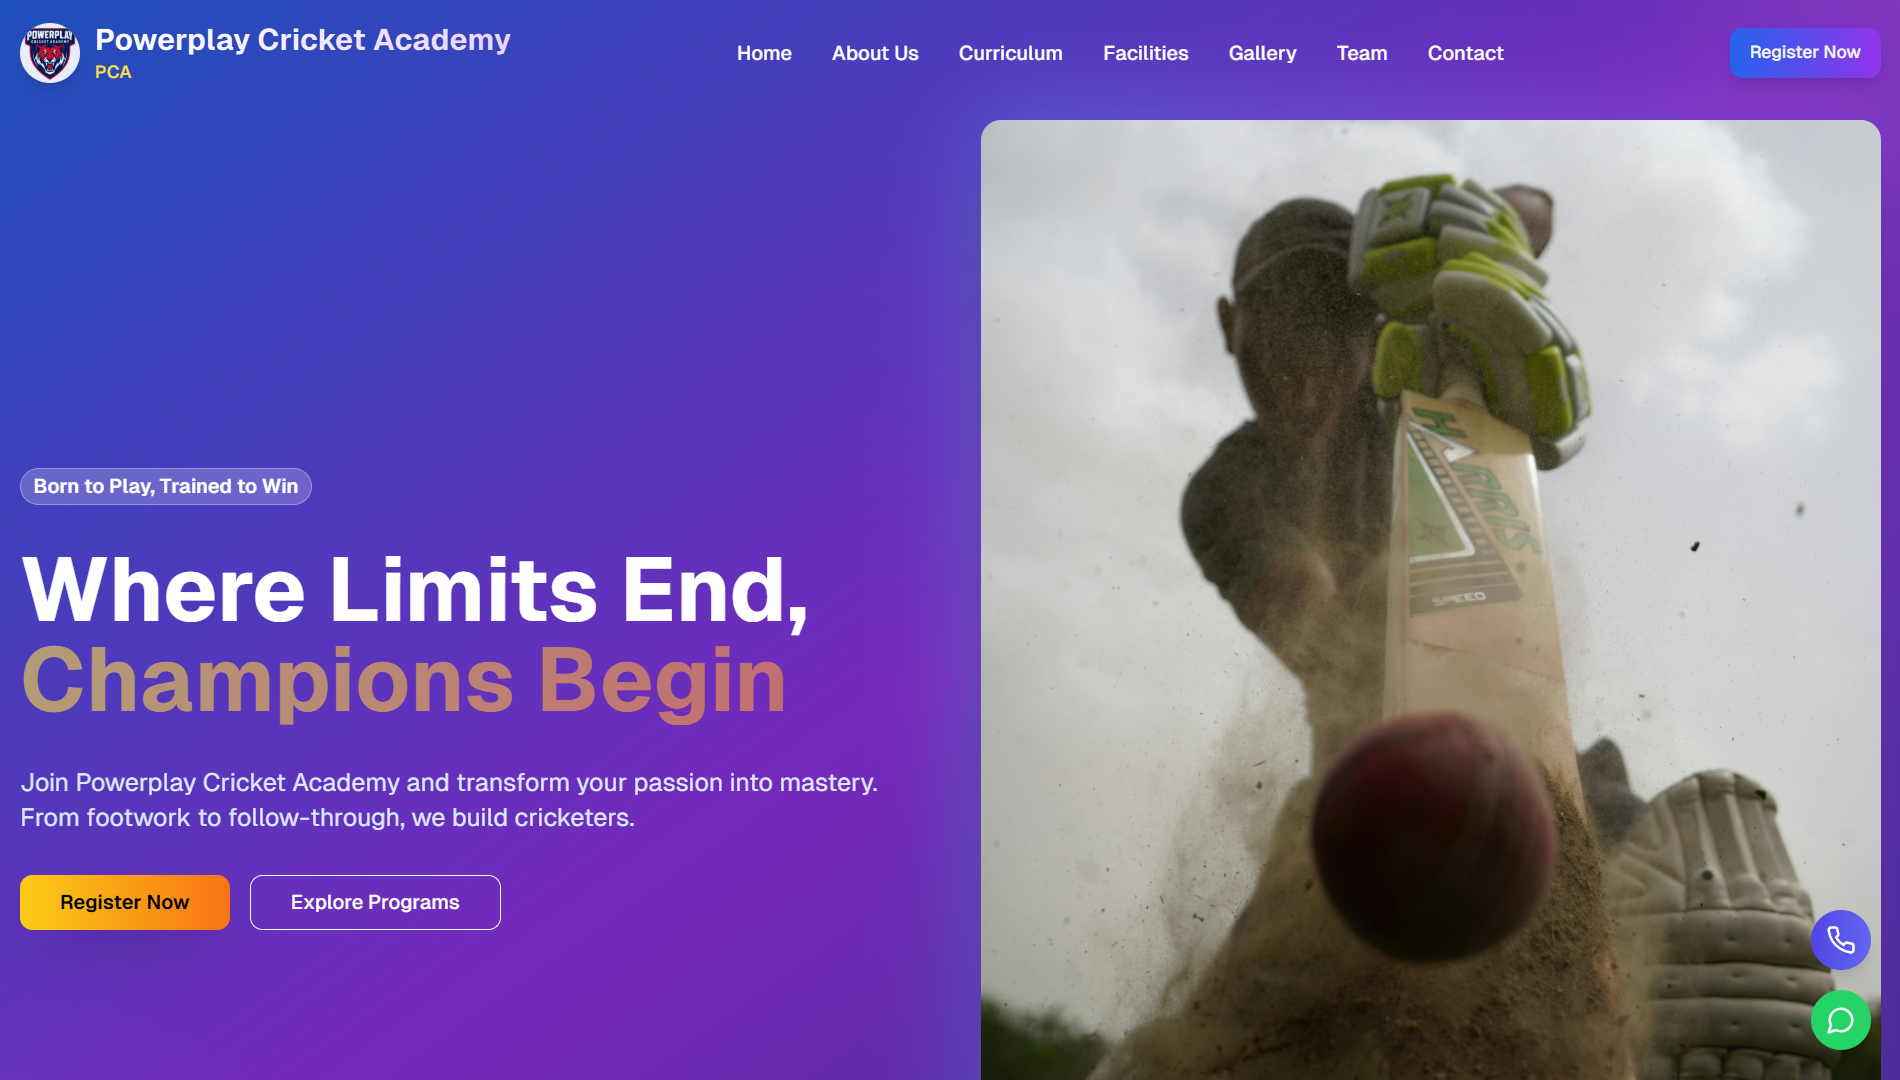 POWERPLAY
CRICKET ACADEMY
Powerplay Cricket Academy
PCA
Home
About Us
Curriculum
Facilities
Gallery
Team
Contact
Register Now
Born to Play, Trained to Win
Where Limits End,
Champions Begin
Join Powerplay Cricket Academy and transform your passion into mastery.
From footwork to follow-through, we build cricketers.
Register Now
Explore Programs
HARRIS
SPEED